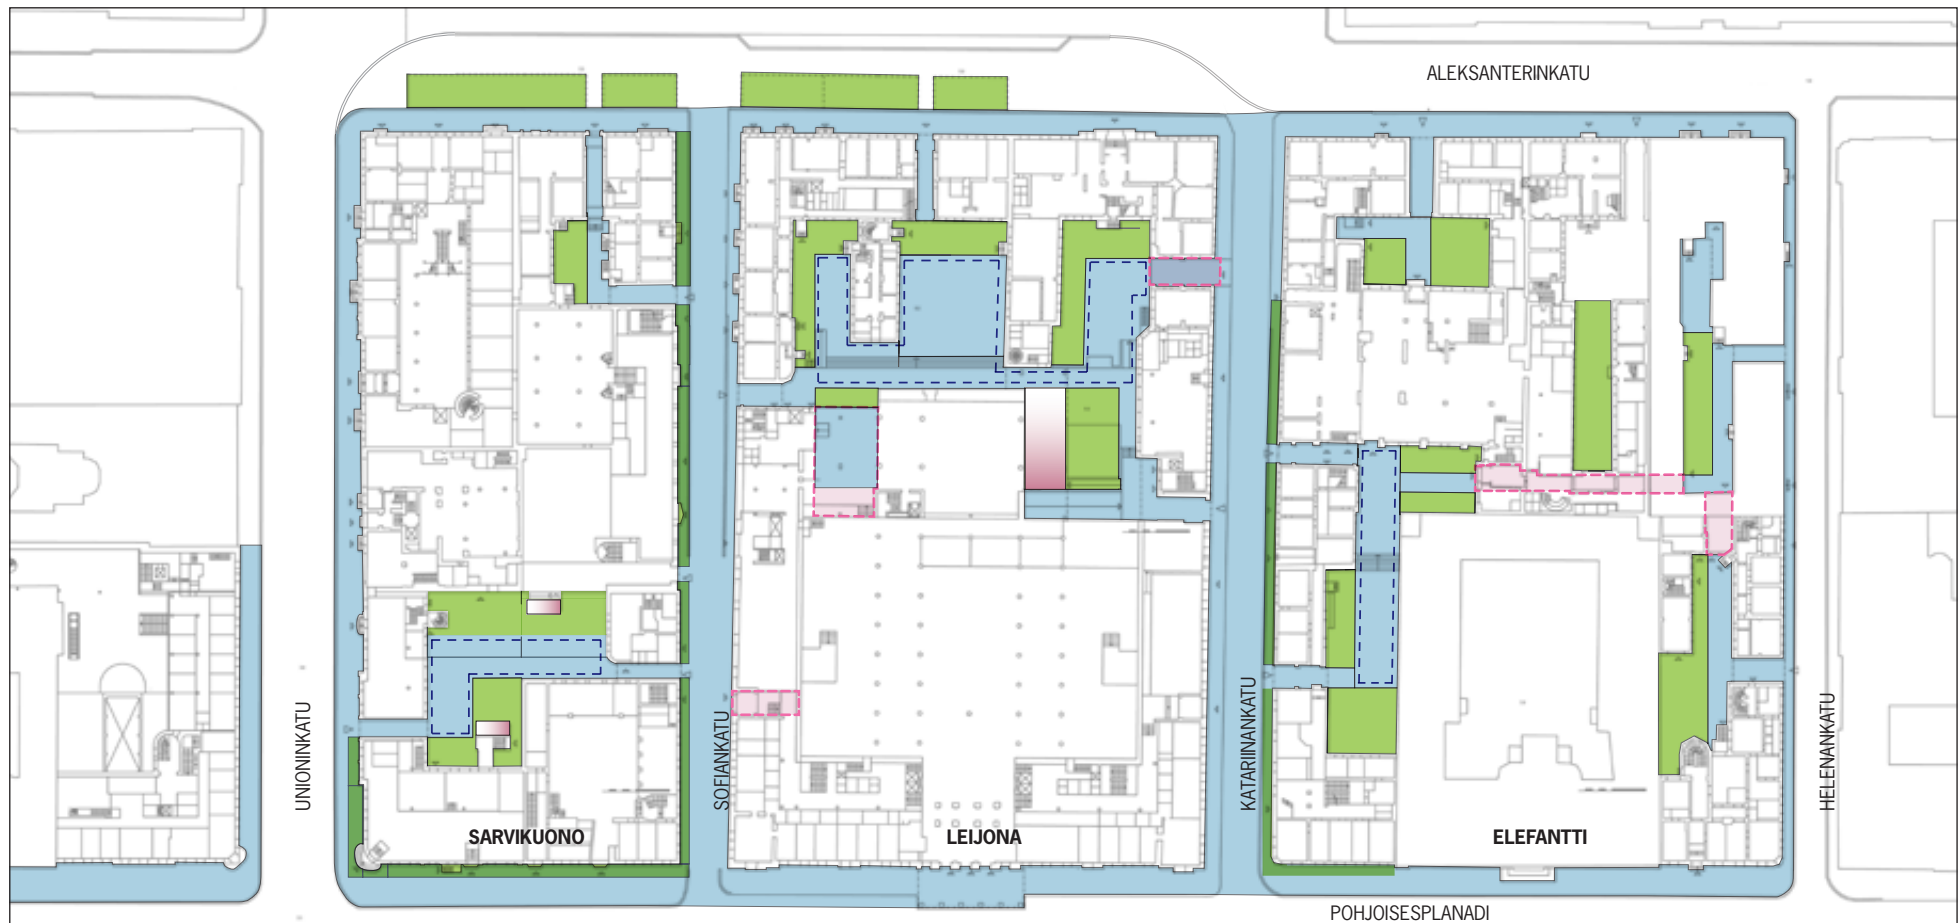 ALEKSANTERINKATU
UNIONINKATU
SOFIANKATU
KATARIINANKATU
HELENANKATU
SARVIKUONO
LEIJONA
ELEFANTTI
POHJOISESPLANADI